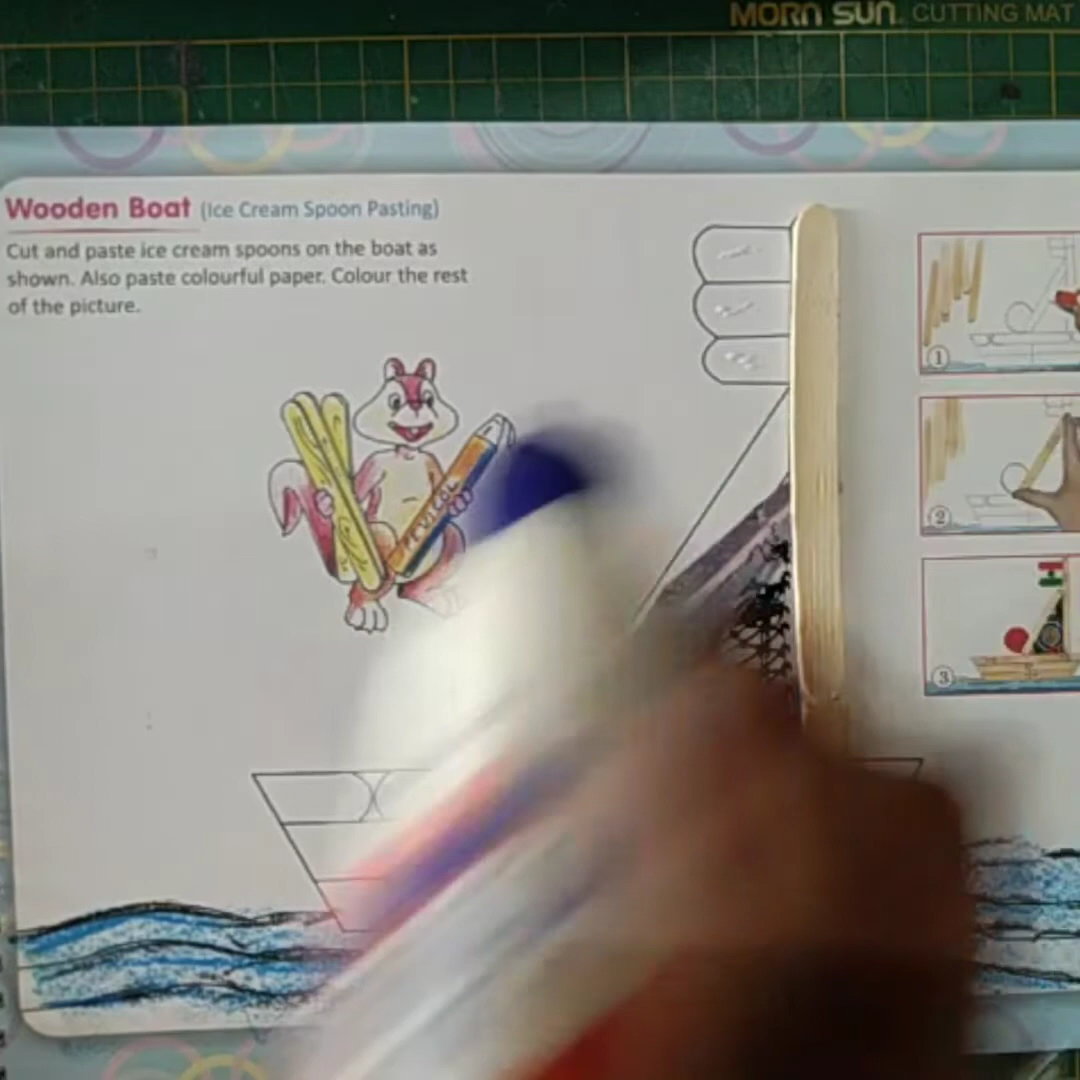 MORN SUN. CUTTING MAT
Wooden Boat (Ice Cream Spoon Pasting)
Cut and paste ice cream spoons on the boat as
shown. Also paste colourful paper. Colour the rest
of the picture.
FEVICOL
1
2
3